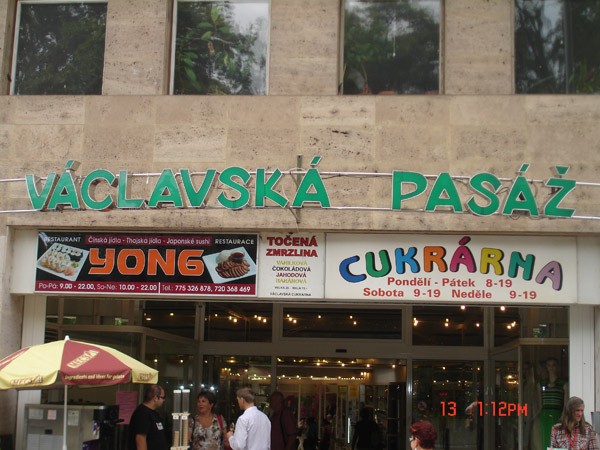 VÁCLAVSKÁ PASÁŽ
RESTAURANT Čínská jídla - Thajská jídla - Japonské sushi RESTAURACE
YONG
Po-Pá: 9.00 - 22.00, So-Ne: 10.00 - 22.00 Tel.: 775 326 878, 720 368 469
TOČENÁ
ZMRZLINA
VANILKOVÁ
ČOKOLÁDOVÁ
JAHODOVÁ
BANÁNOVÁ
VÁCLAVSKÁ CUKRÁRNA
CUKRÁRNA
Pondělí - Pátek 8-19
Sobota 9-19 Neděle 9-19
13 1:12PM